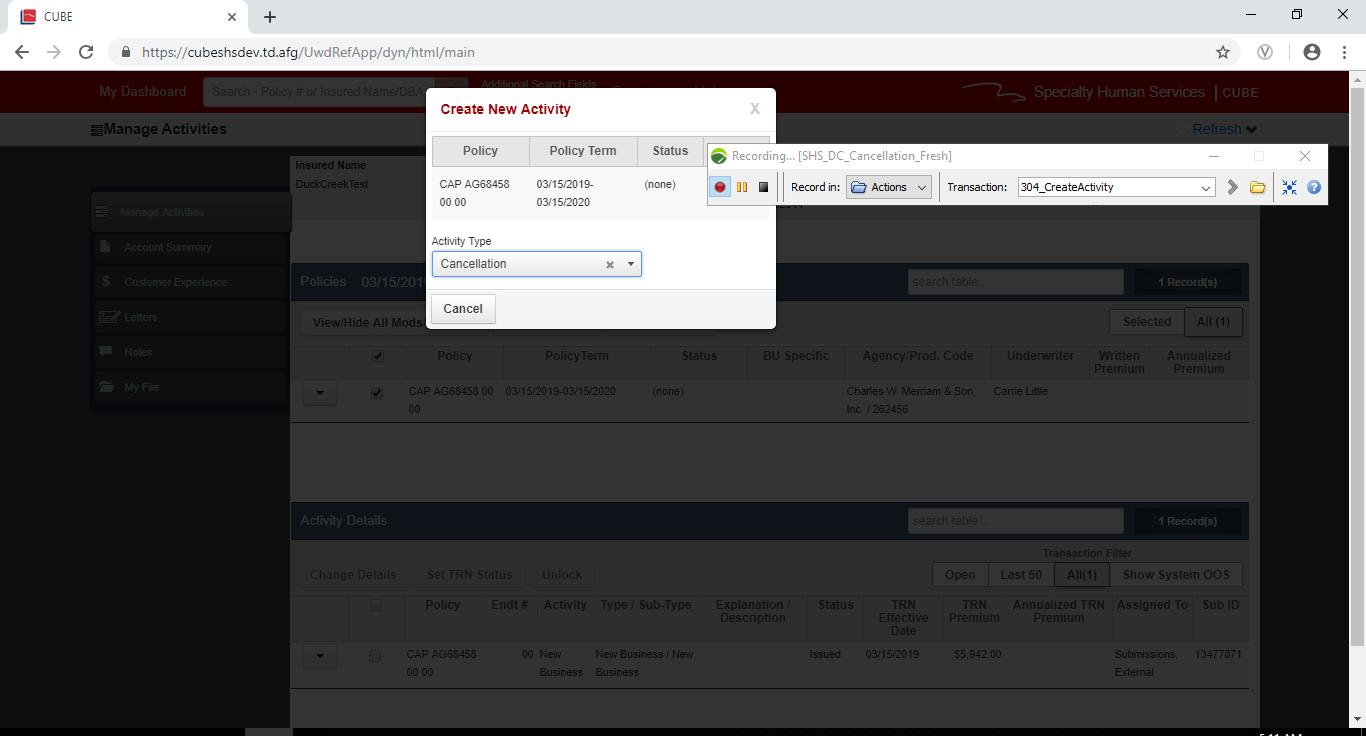 CUBE
https://cubeshsdev.td.afg/UwdRefApp/dyn/html/main
My Dashboard
Search - Policy # or Insured Name/DBA
Additional Search Fields
Specialty Human Services | CUBE
Manage Activities
Refresh
Create New Activity
X
Policy
Policy Term
Status
CAP AG68458
00 00
03/15/2019-
03/15/2020
(none)
Activity Type
Cancellation
Cancel
Recording... [SHS_DC_Cancellation_Fresh]
Record in:
Actions
Transaction:
304_CreateActivity
Insured Name
DuckCreekTest
Manage Activities
Account Summary
Customer Experience
Letters
Notes
My File
Policies
03/15/201
search table...
1 Record(s)
View/Hide All Mods
Selected
All (1)
Policy
PolicyTerm
Status
BU Specific
Agency/Prod. Code
Underwriter
Written
Premium
Annualized
Premium
CAP AG68458 00
00
03/15/2019-03/15/2020
(none)
Charles W. Merriam & Son,
Inc. / 262456
Carrie Little
Activity Details
search table...
1 Record(s)
Transaction Filter
Change Details
Set TRN Status
Unlock
Open
Last 50
All(1)
Show System OOS
Policy
Endt #
Activity
Type / Sub-Type
Explanation /
Description
Status
TRN
Effective
Date
TRN
Premium
Annualized TRN
Premium
Assigned To
Sub ID
CAP AG68458
00 00
00
New
Business
New Business / New
Business
Issued
03/15/2019
$5,942.00
Submissions,
External
13477871